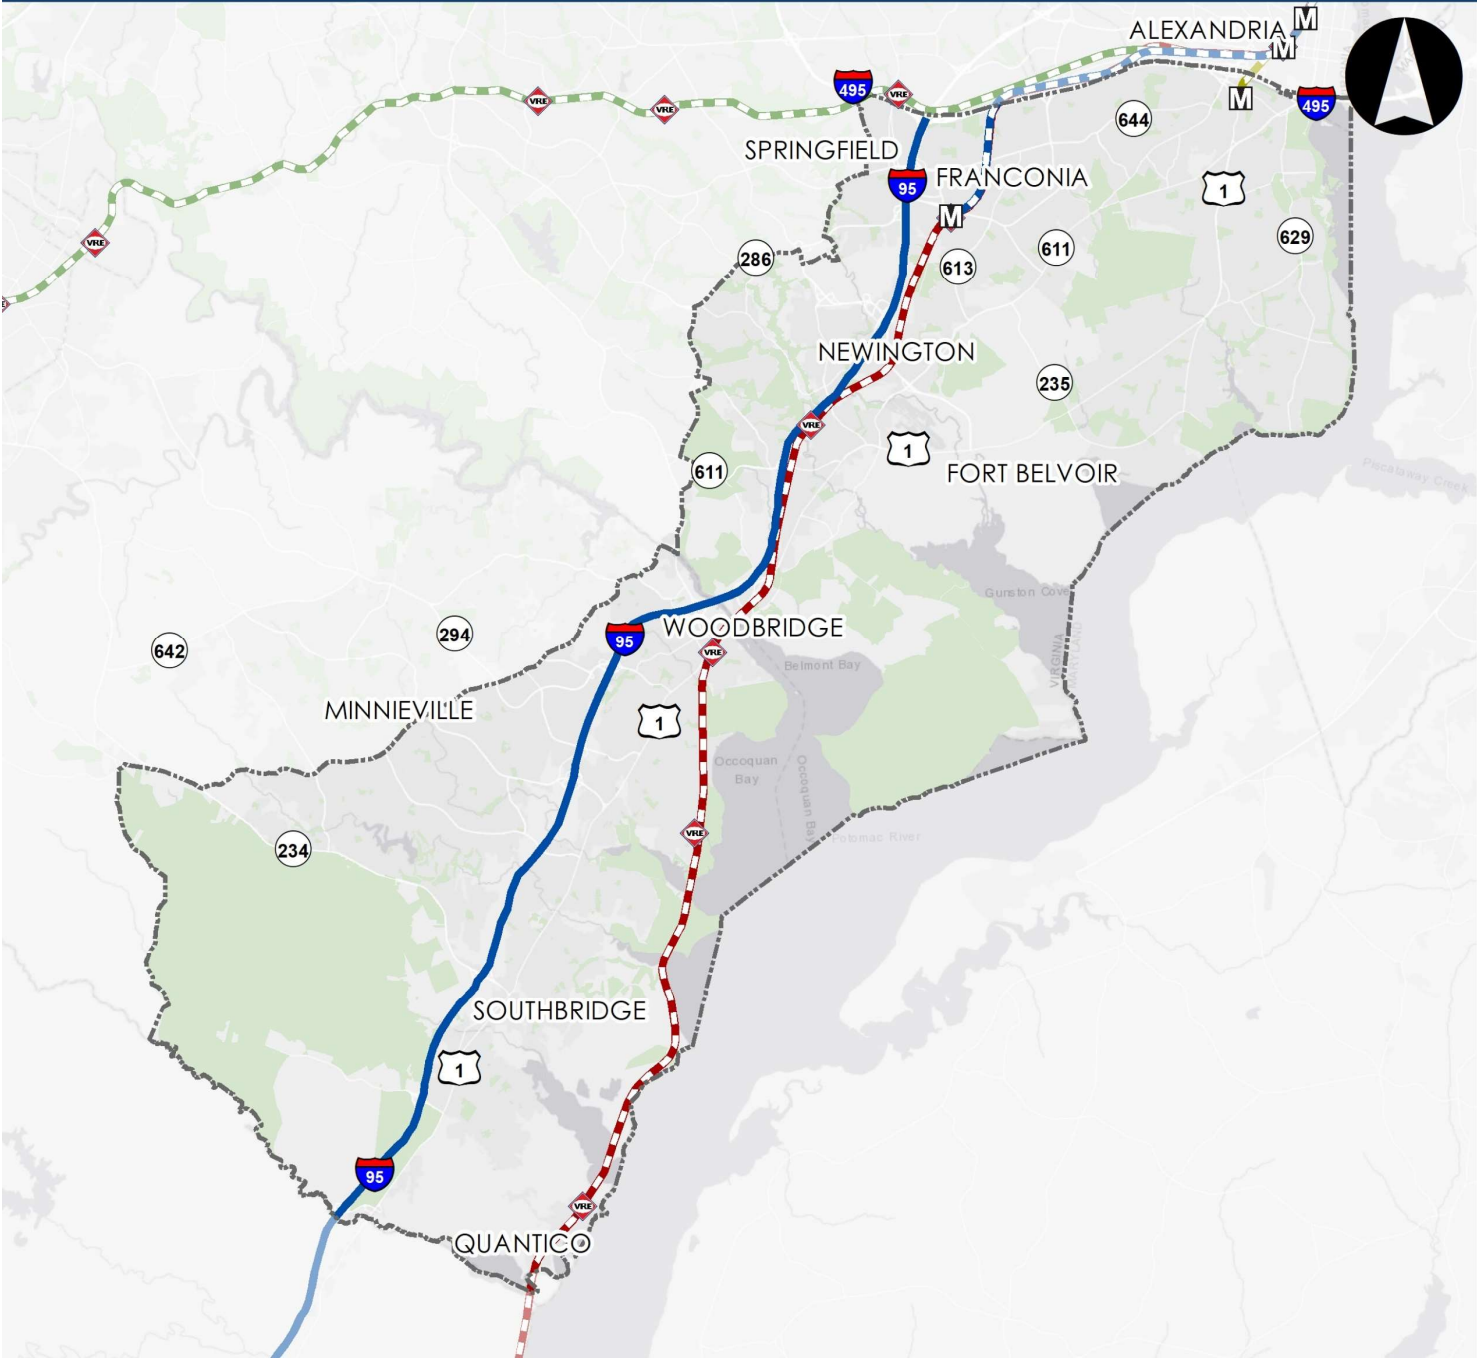 M
ALEXANDRIA
M
495
VRE
M
495
VRE
VRE
644
SPRINGFIELD
95
FRANCONIA
1
M
VRE
286
613
611
629
NEWINGTON
235
VRE
1
611
FORT BELVOIR
Piscataway Creek
Gunston Cove
294
95
WOODBRIDGE
642
VRE
Belmont Bay
VIRGINIA
MARYLAND
MINNIEVILLE
1
Occoquan
Bay
Occoquan Bay
234
VRE
Potomac River
SOUTHBRIDGE
1
95
VRE
QUANTICO